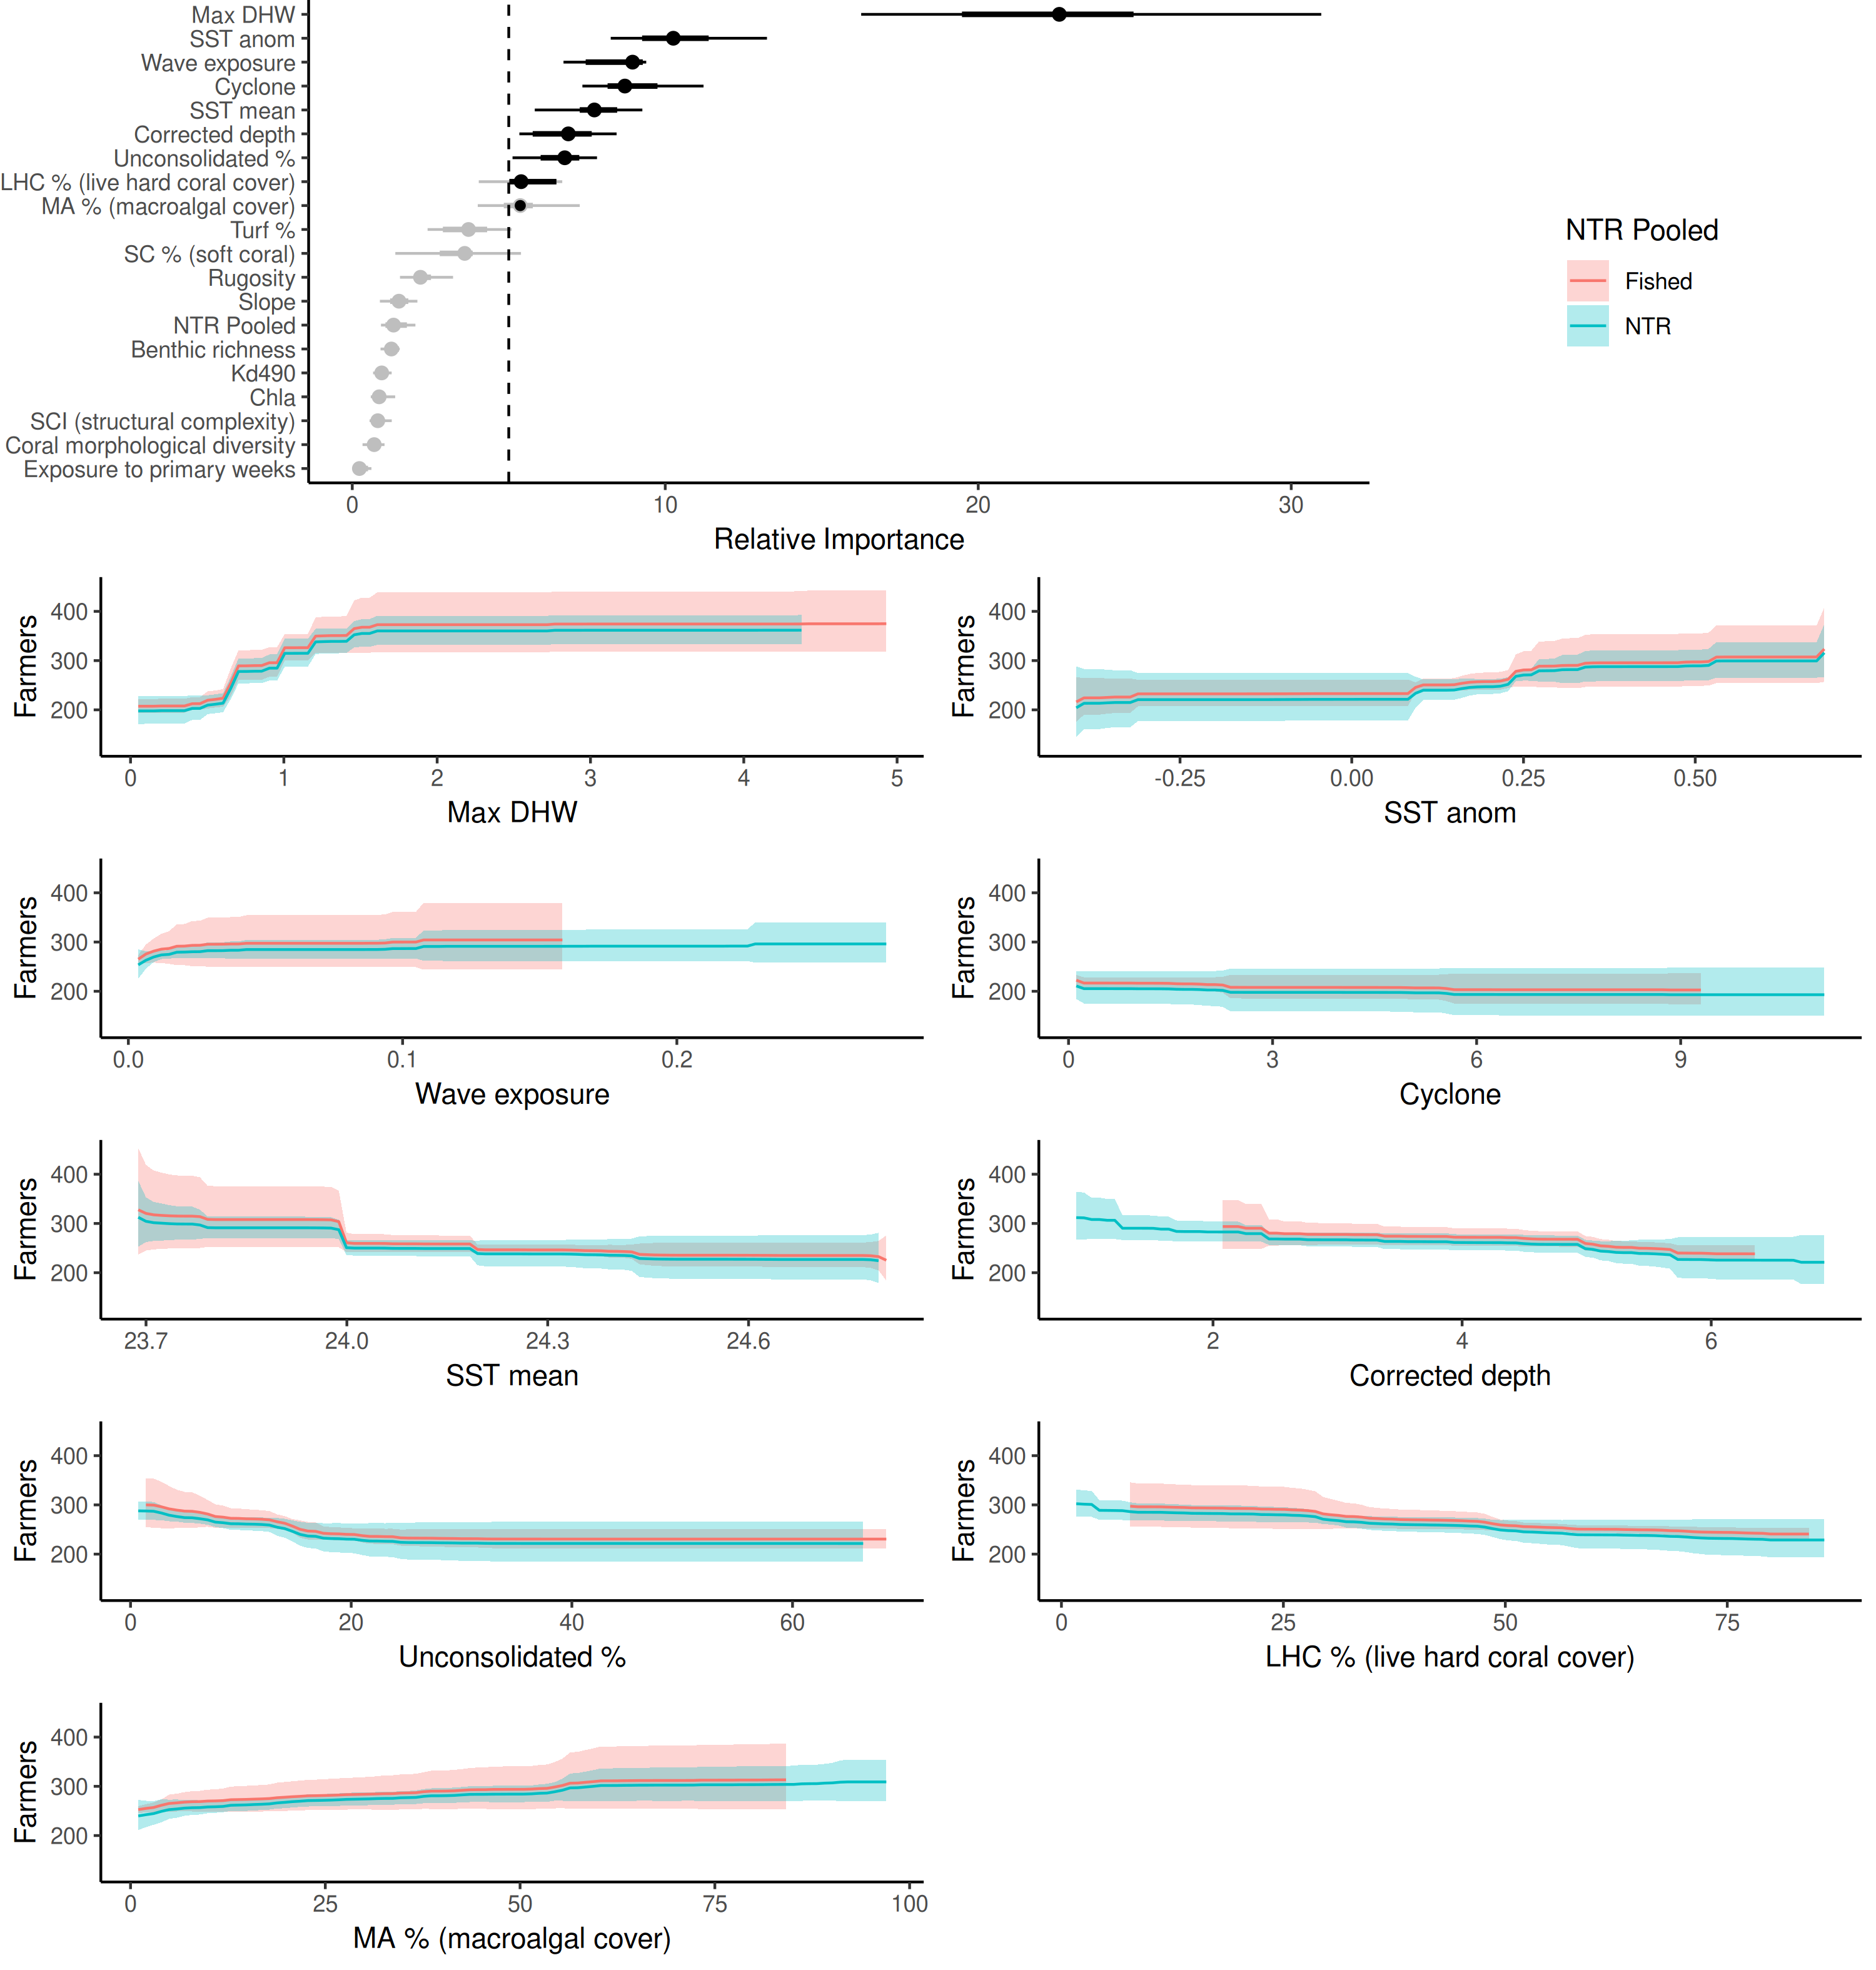 Max DHW
SST anom
Wave exposure
Cyclone
SST mean
Corrected depth
Unconsolidated %
LHC % (live hard coral cover)
MA % (macroalgal cover)
Turf %
SC % (soft coral)
Rugosity
Slope
NTR Pooled
Benthic richness
Kd490
Chla
SCI (structural complexity)
Coral morphological diversity
Exposure to primary weeks
0 10 20 30
Relative Importance
NTR Pooled
Fished
NTR
Farmers
400
300
200
0 1 2 3 4 5
Max DHW
Farmers
400
300
200
-0.25 0.00 0.25 0.50
SST anom
Farmers
400
300
200
0.0 0.1 0.2
Wave exposure
Farmers
400
300
200
0 3 6 9
Cyclone
Farmers
400
300
200
23.7 24.0 24.3 24.6
SST mean
Farmers
400
300
200
2 4 6
Corrected depth
Farmers
400
300
200
0 20 40 60
Unconsolidated %
Farmers
400
300
200
0 25 50 75
LHC % (live hard coral cover)
Farmers
400
300
200
0 25 50 75 100
MA % (macroalgal cover)